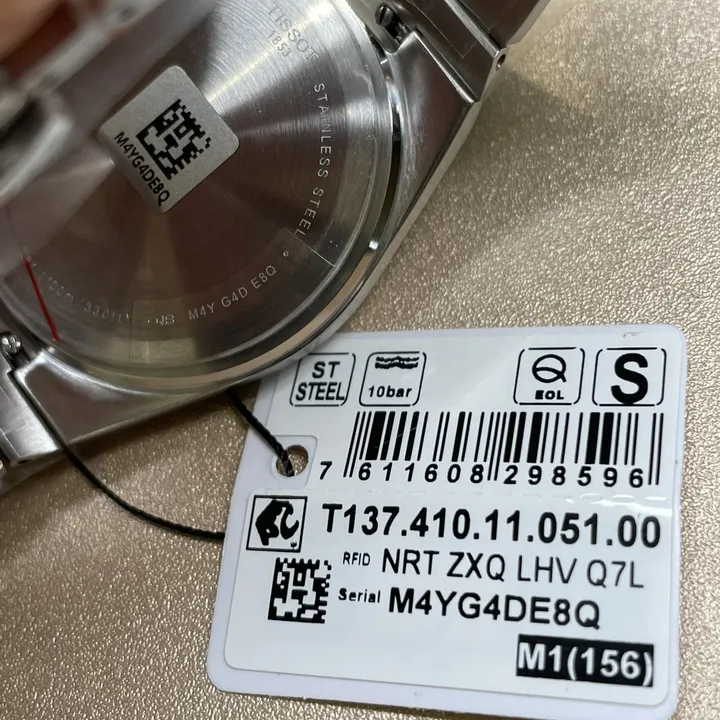 TISSOT
1853
STAINLESS STEEL
M4YG4DE8Q
M4Y G4D E8Q
ST
STEEL
10bar
Q
EOL
S
7 611608 298596
T137.410.11.051.00
RFID NRT ZXQ LHV Q7L
Serial M4YG4DE8Q
M1(156)